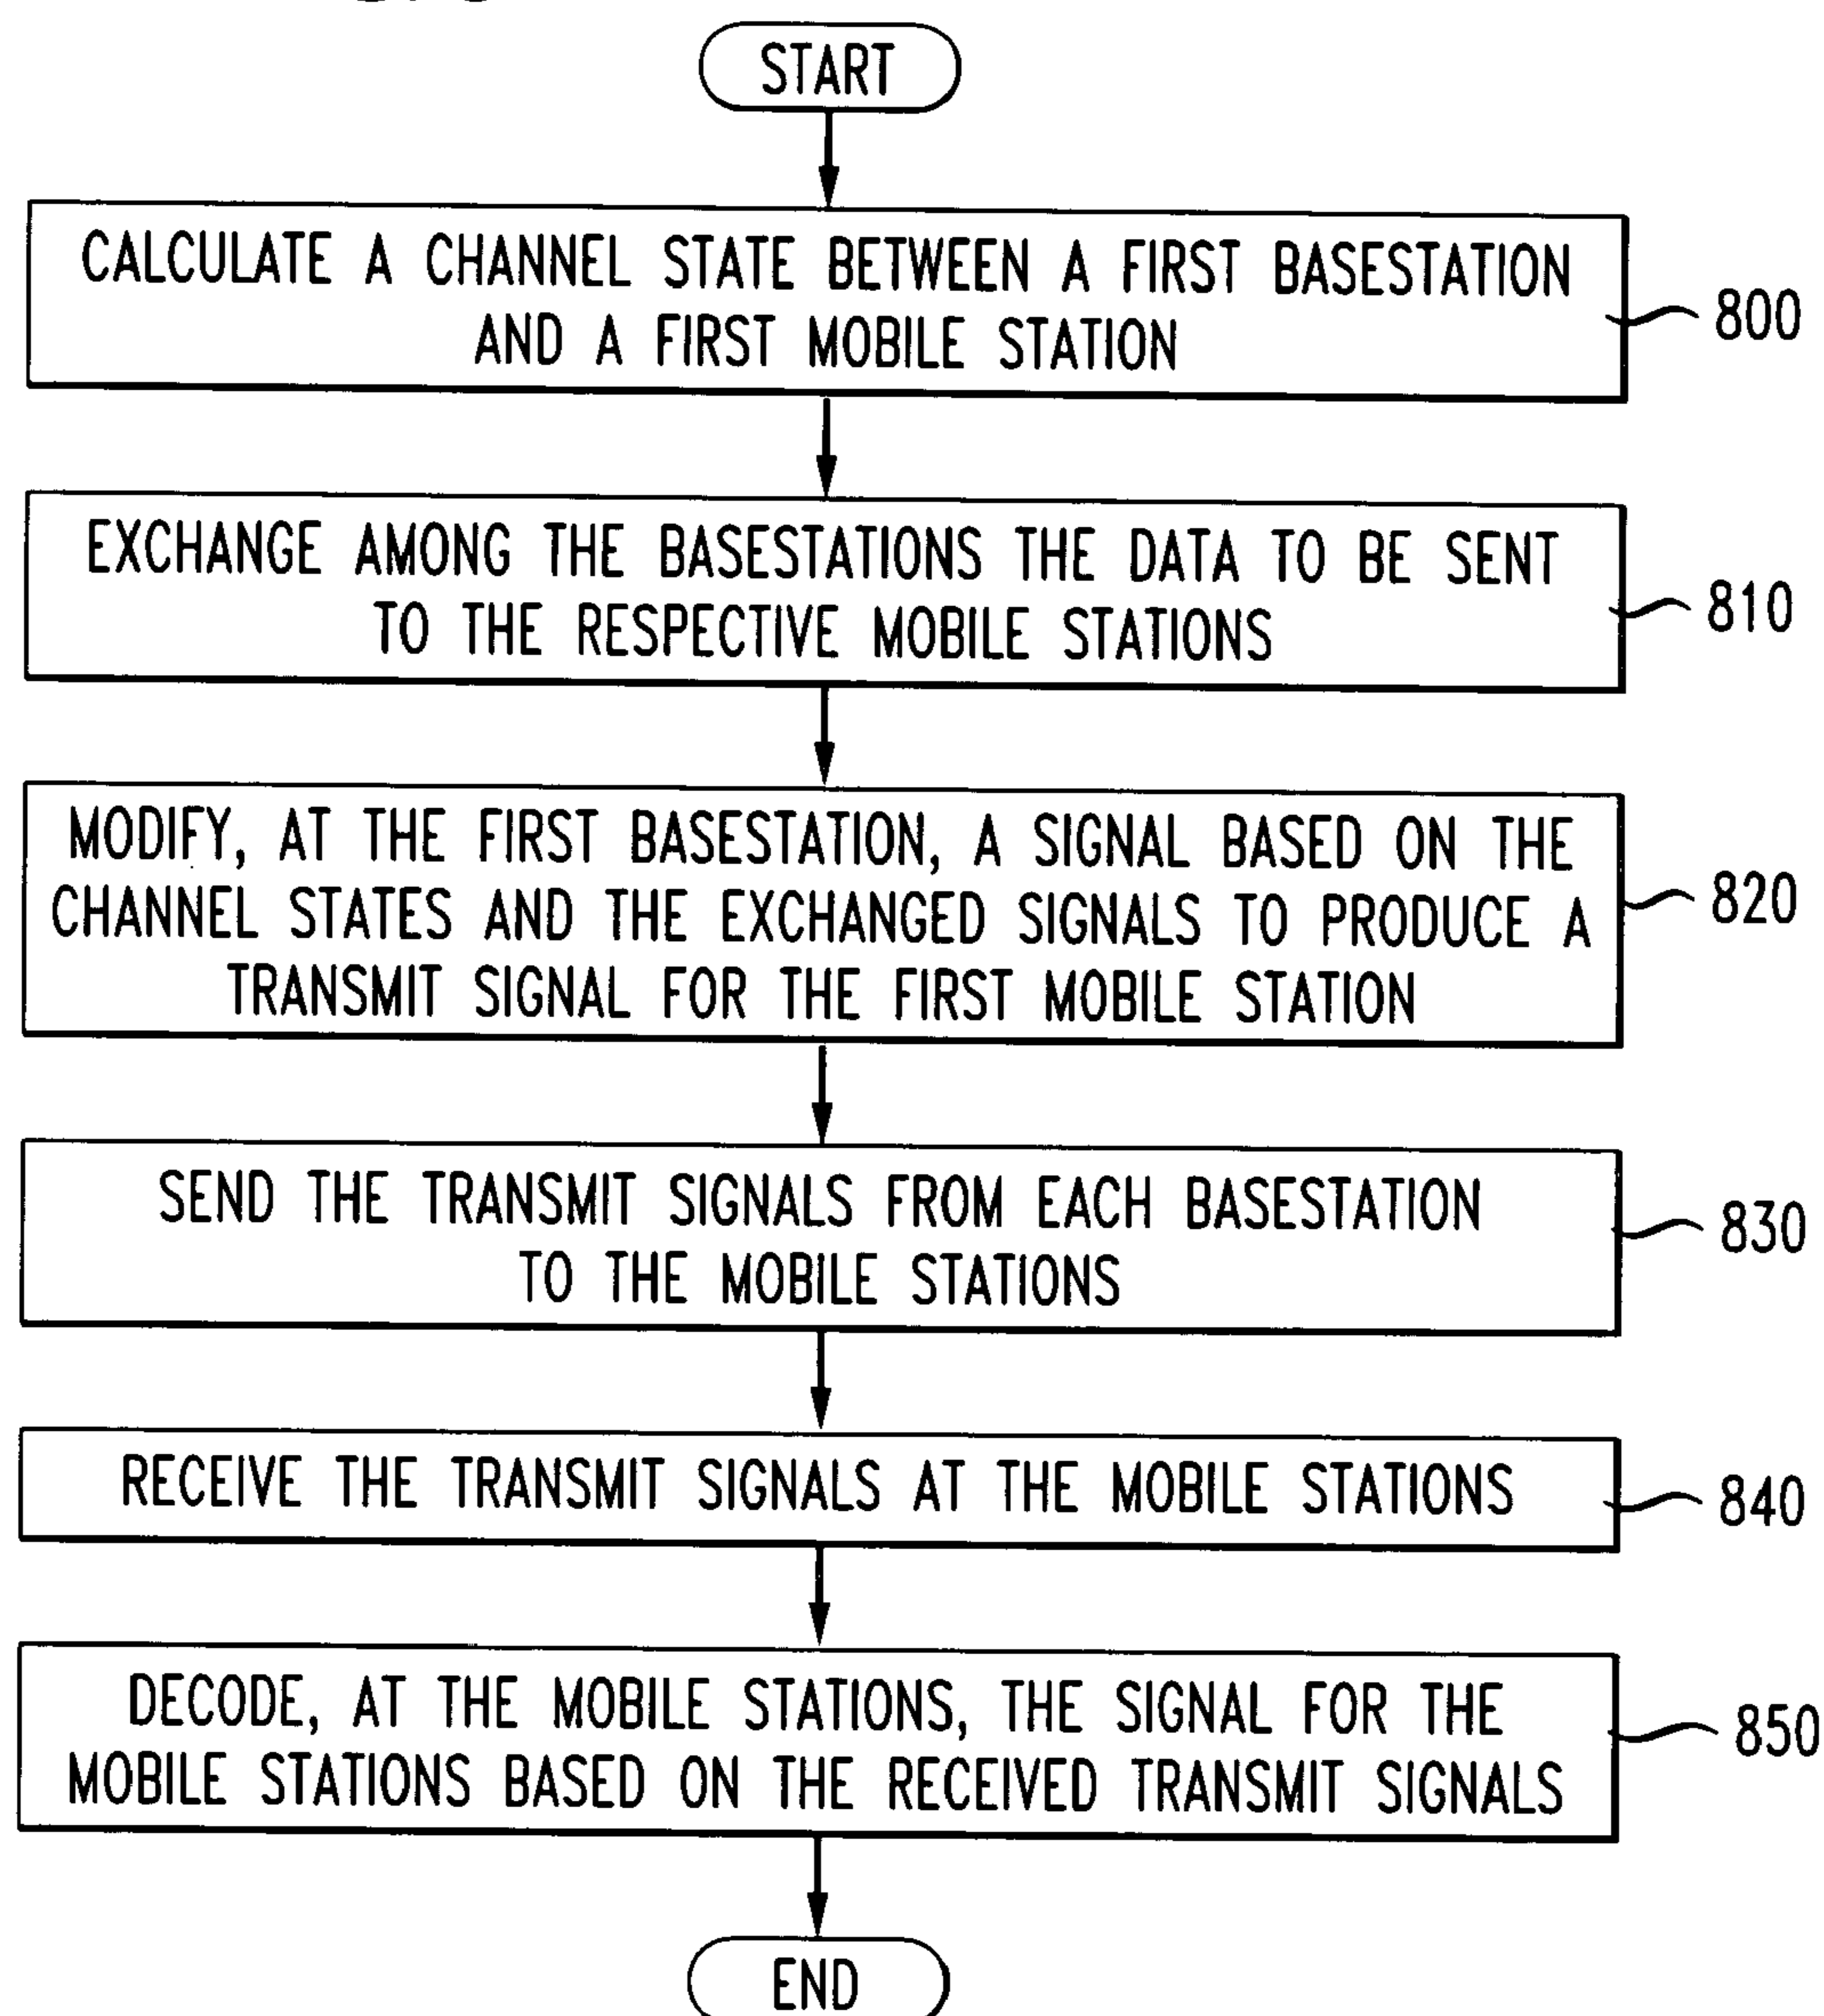 START
CALCULATE A CHANNEL STATE BETWEEN A FIRST BASESTATION
AND A FIRST MOBILE STATION
800
EXCHANGE AMONG THE BASESTATIONS THE DATA TO BE SENT
TO THE RESPECTIVE MOBILE STATIONS
810
MODIFY, AT THE FIRST BASESTATION, A SIGNAL BASED ON THE
CHANNEL STATES AND THE EXCHANGED SIGNALS TO PRODUCE A
TRANSMIT SIGNAL FOR THE FIRST MOBILE STATION
820
SEND THE TRANSMIT SIGNALS FROM EACH BASESTATION
TO THE MOBILE STATIONS
830
RECEIVE THE TRANSMIT SIGNALS AT THE MOBILE STATIONS
840
DECODE, AT THE MOBILE STATIONS, THE SIGNAL FOR THE
MOBILE STATIONS BASED ON THE RECEIVED TRANSMIT SIGNALS
850
END